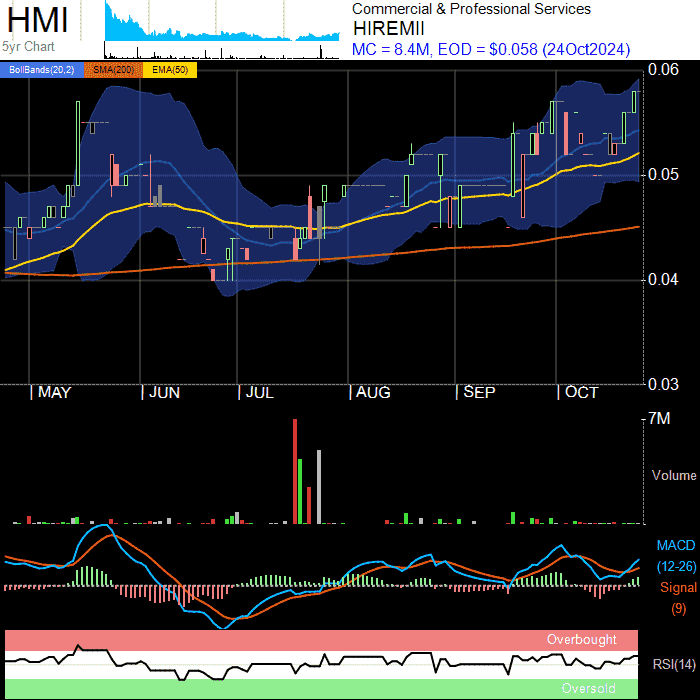 HMI
5yr Chart
Commercial & Professional Services
HIREMII
MC = 8.4M, EOD = $0.058 (24Oct2024)
BollBands(20,2) SMA(200) EMA(50)
0.06
0.05
0.04
0.03
MAY JUN JUL AUG SEP OCT
7M
Volume
MACD
(12-26)
Signal
(9)
Overbought
RSI(14)
Oversold